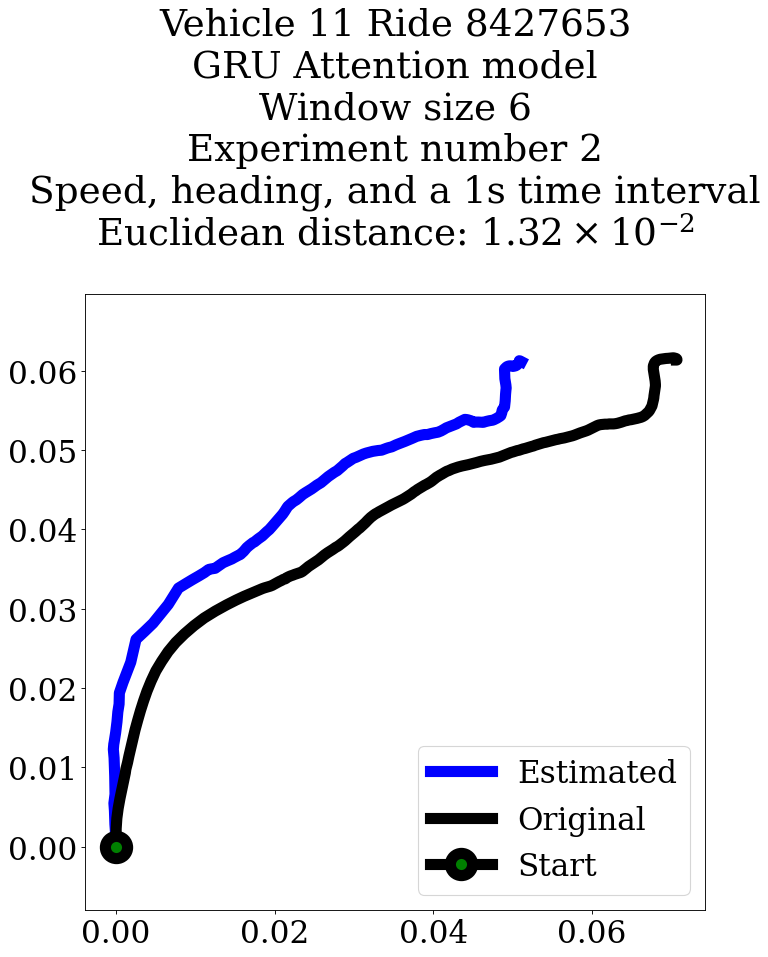 Vehicle 11 Ride 8427653
GRU Attention model
Window size 6
Experiment number 2
Speed, heading, and a 1s time interval
Euclidean distance: 1.32 × 10⁻²
0.06
0.05
0.04
0.03
0.02
0.01
0.00
Estimated
Original
Start
0.00 0.02 0.04 0.06